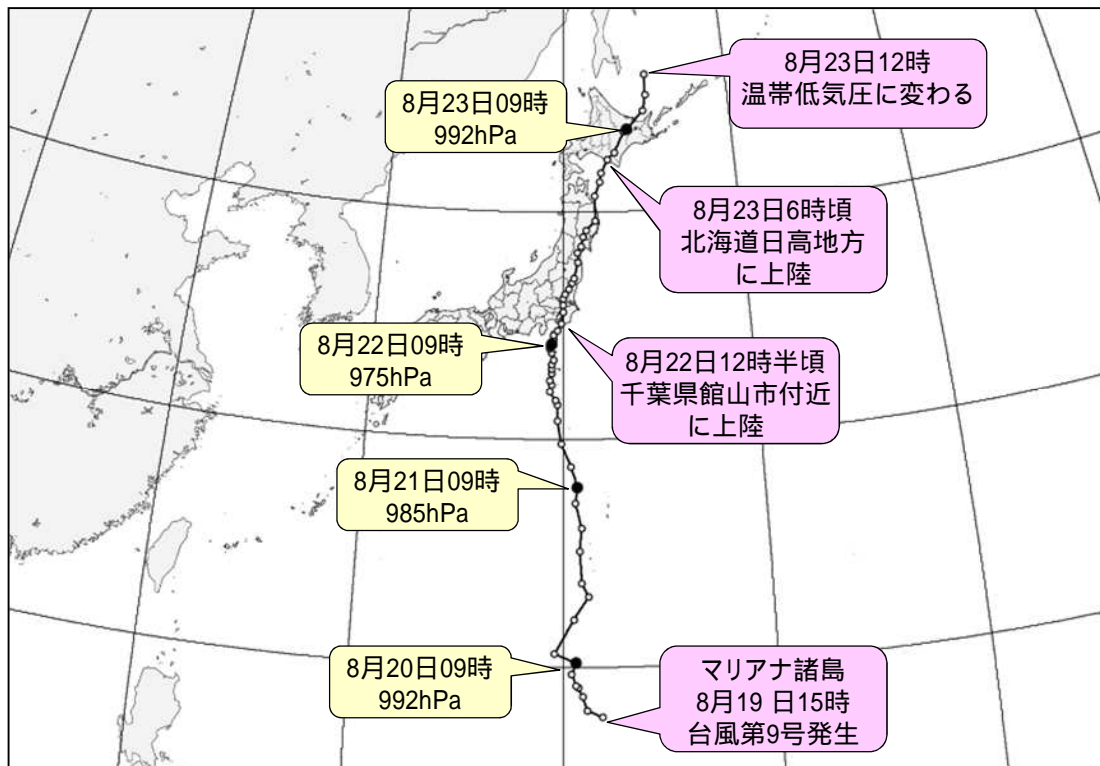 8月23日12時
温帯低気圧に変わる
8月23日09時
992hPa
8月23日6時頃
北海道日高地方
に上陸
8月22日09時
975hPa
8月22日12時半頃
千葉県館山市付近
に上陸
8月21日09時
985hPa
8月20日09時
992hPa
マリアナ諸島
8月19 日15時
台風第9号発生